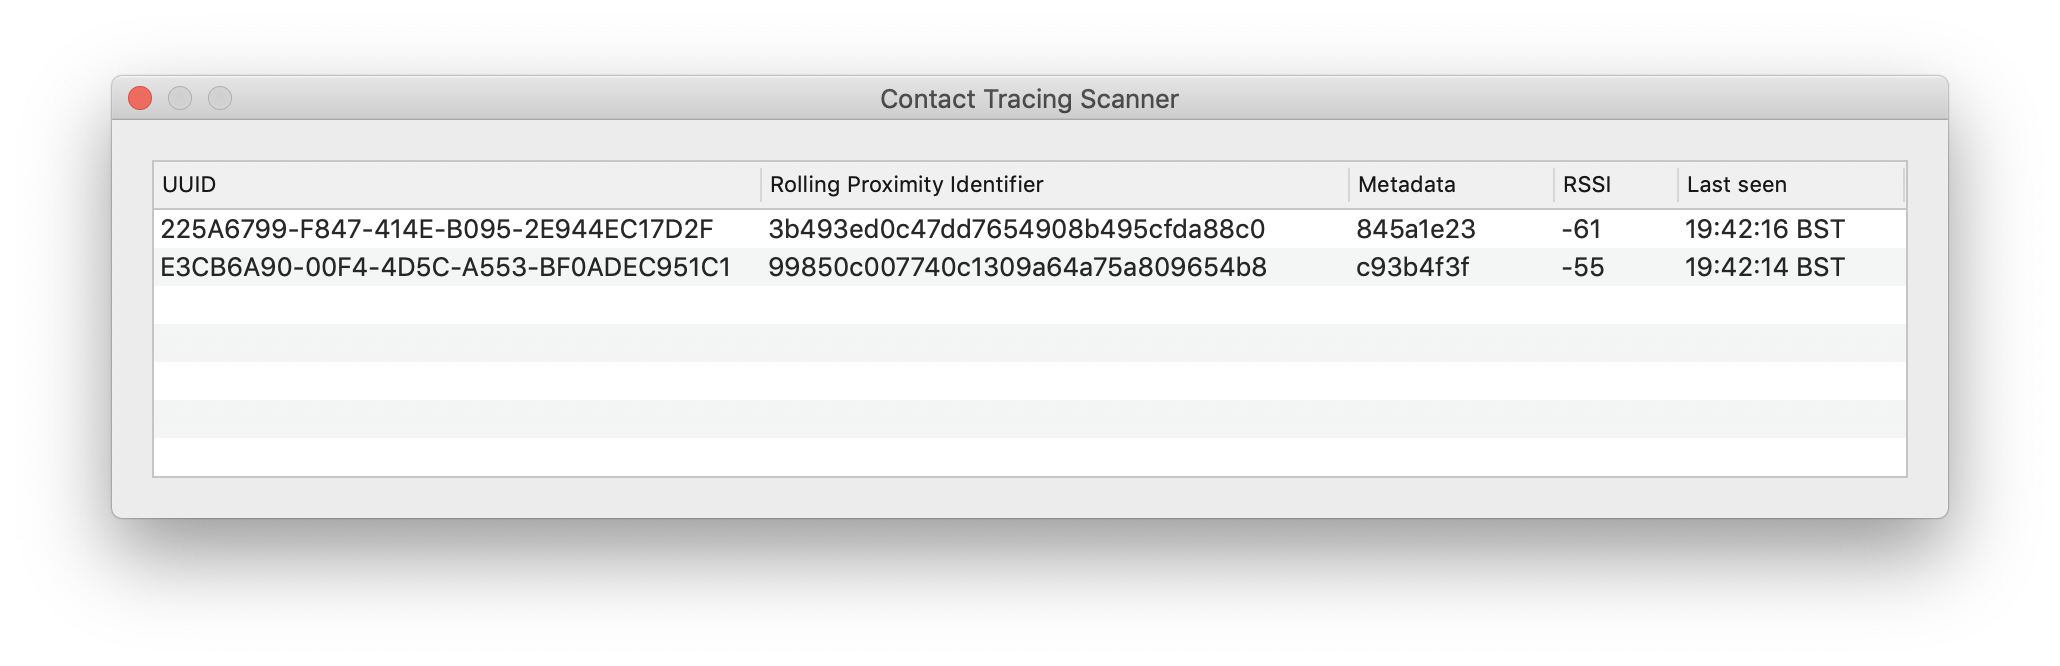 Contact Tracing Scanner
UUID Rolling Proximity Identifier Metadata RSSI Last seen
225A6799-F847-414E-B095-2E944EC17D2F 3b493ed0c47dd7654908b495cfda88c0 845a1e23 -61 19:42:16 BST
E3CB6A90-00F4-4D5C-A553-BF0ADEC951C1 99850c007740c1309a64a75a809654b8 c93b4f3f -55 19:42:14 BST